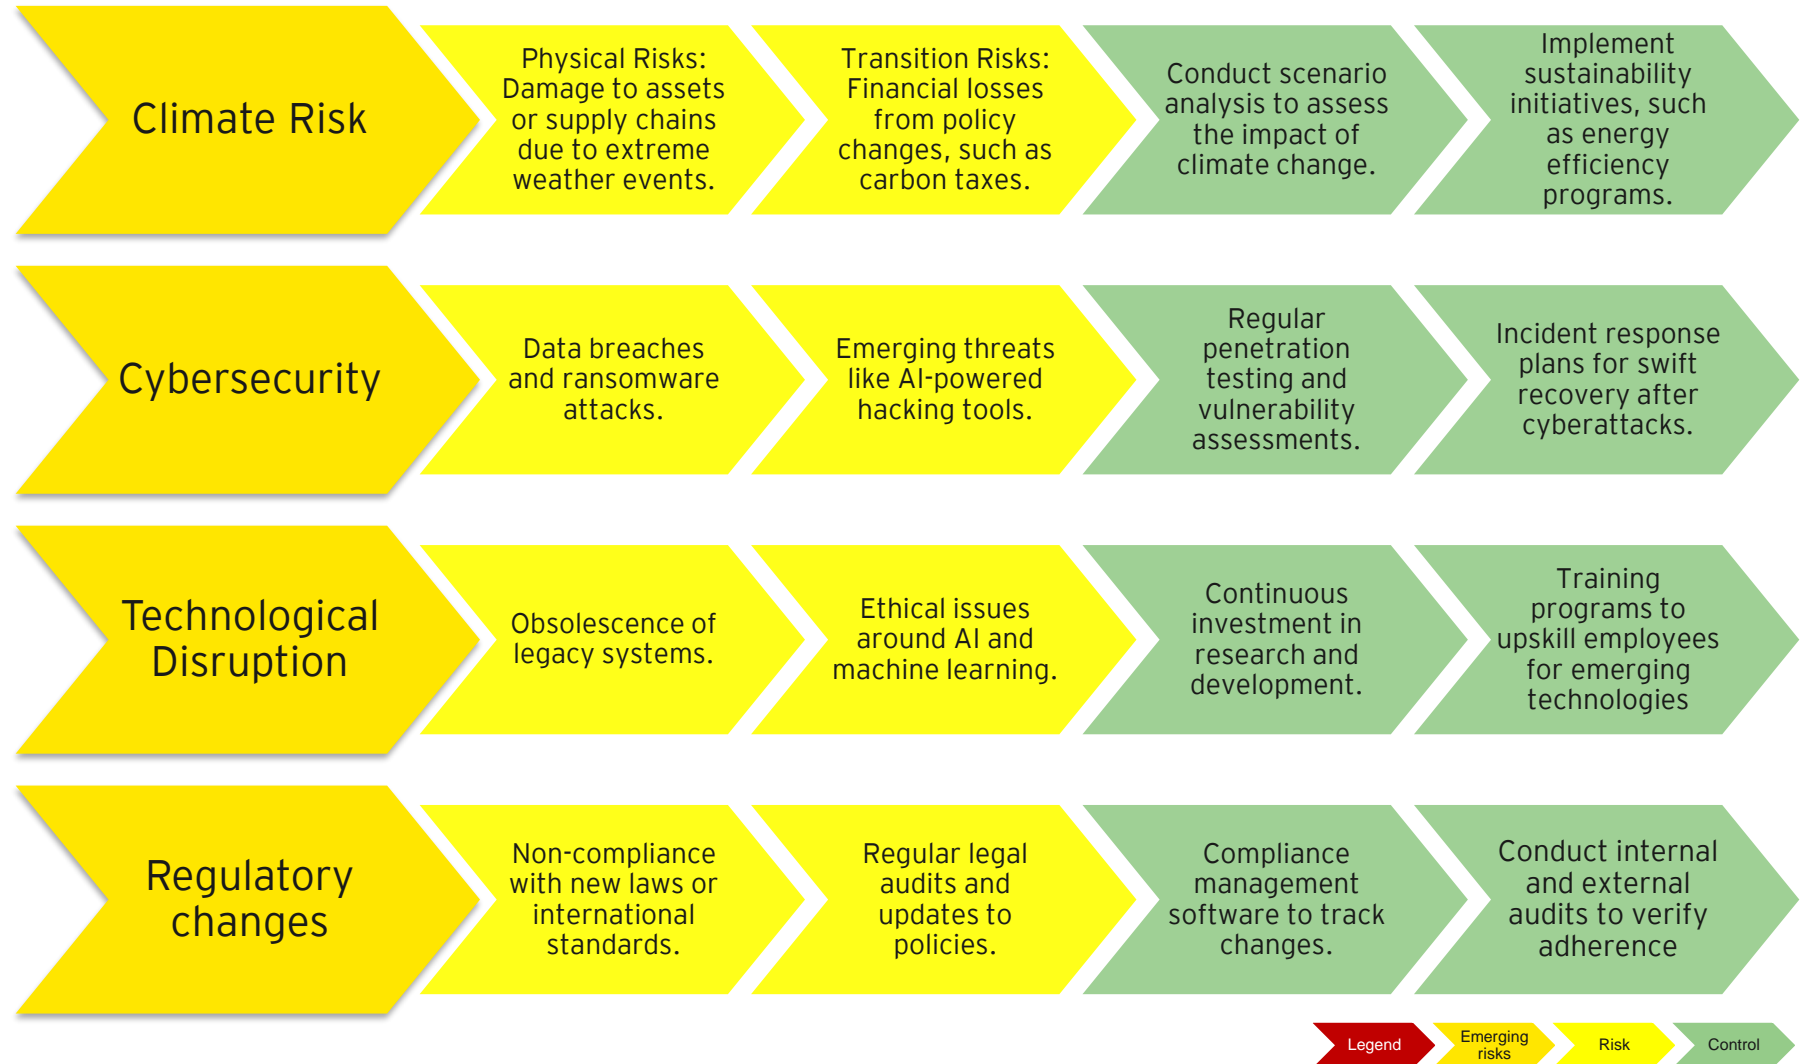 Climate Risk
Physical Risks:
Damage to assets
or supply chains
due to extreme
weather events.
Transition Risks:
Financial losses
from policy
changes, such as
carbon taxes.
Conduct scenario
analysis to assess
the impact of
climate change.
Implement
sustainability
initiatives, such
as energy
efficiency
programs.
Cybersecurity
Data breaches
and ransomware
attacks.
Emerging threats
like AI-powered
hacking tools.
Regular
penetration
testing and
vulnerability
assessments.
Incident response
plans for swift
recovery after
cyberattacks.
Technological
Disruption
Obsolescence of
legacy systems.
Ethical issues
around AI and
machine learning.
Continuous
investment in
research and
development.
Training
programs to
upskill employees
for emerging
technologies
Regulatory
changes
Non-compliance
with new laws or
international
standards.
Regular legal
audits and
updates to
policies.
Compliance
management
software to track
changes.
Conduct internal
and external
audits to verify
adherence
Legend
Emerging
risks
Risk
Control